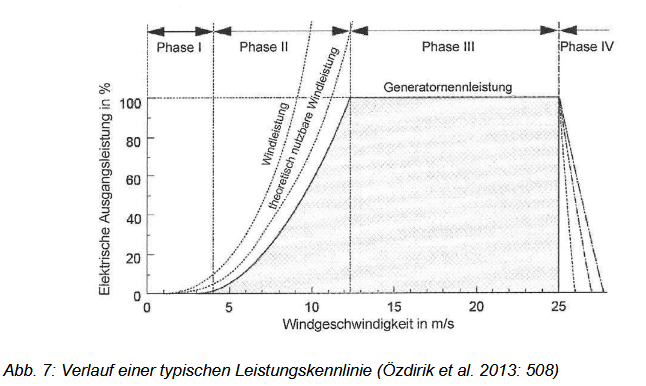 Phase I Phase II Phase III Phase IV
Generatornennleistung
Windleistung
theoretisch nutzbare Windleistung
Elektrische Ausgangsleistung in %
100
80
60
40
20
0
0 5 10 15 20 25
Windgeschwindigkeit in m/s
Abb. 7: Verlauf einer typischen Leistungskennlinie (Özdirik et al. 2013: 508)